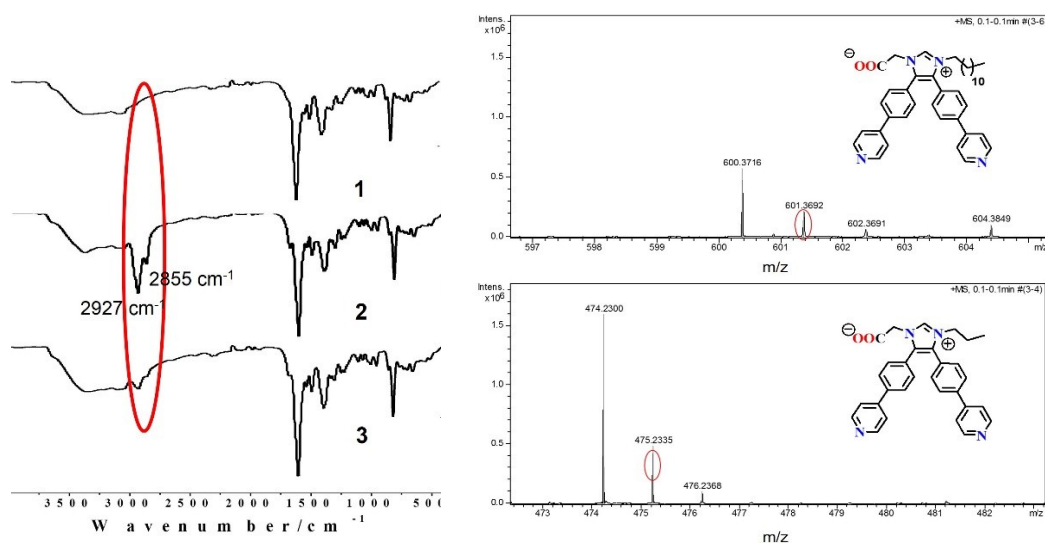 1
2
3
2855 cm-1
2927 cm-1
3500 3000 2500 2000 1500 1000 500
Wavenumber/cm-1
Intens.
x10^6
+MS, 0.1-0.1min #(3-6
1.5
1.0
0.5
0.0
600.3716
601.3692
602.3691
604.3849
597 598 599 600 601 602 603 604 m/z
m/z
⊖
OOC N N
⊕
10
N N
Intens.
x10^6
+MS, 0.1-0.1min #(3-4)
1.5
1.0
0.5
0.0
474.2300
475.2335
476.2368
473 474 475 476 477 478 479 480 481 482 m/z
m/z
⊖
OOC N N
⊕
N N